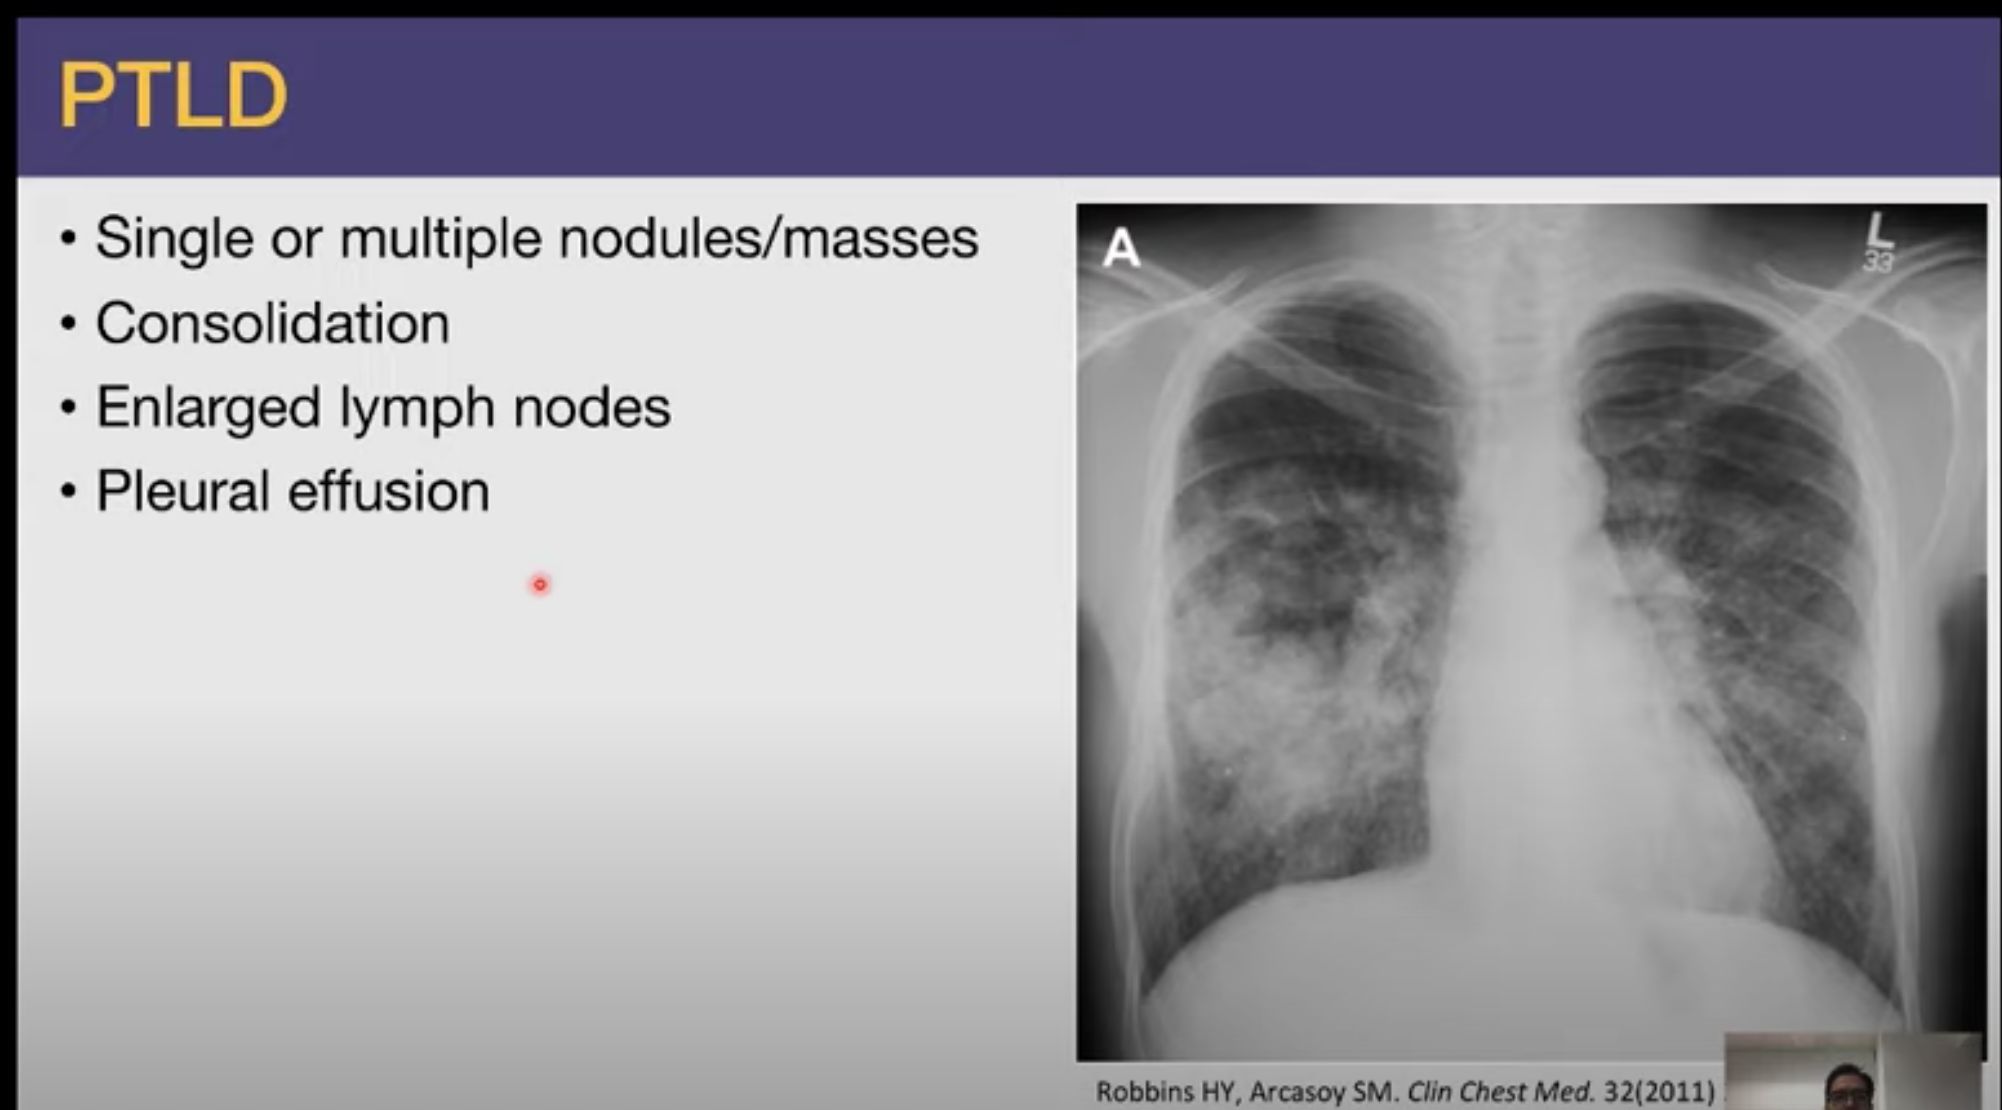 PTLD
• Single or multiple nodules/masses
• Consolidation
• Enlarged lymph nodes
• Pleural effusion
A
L
33
Robbins HY, Arcasoy SM. Clin Chest Med. 32(2011)